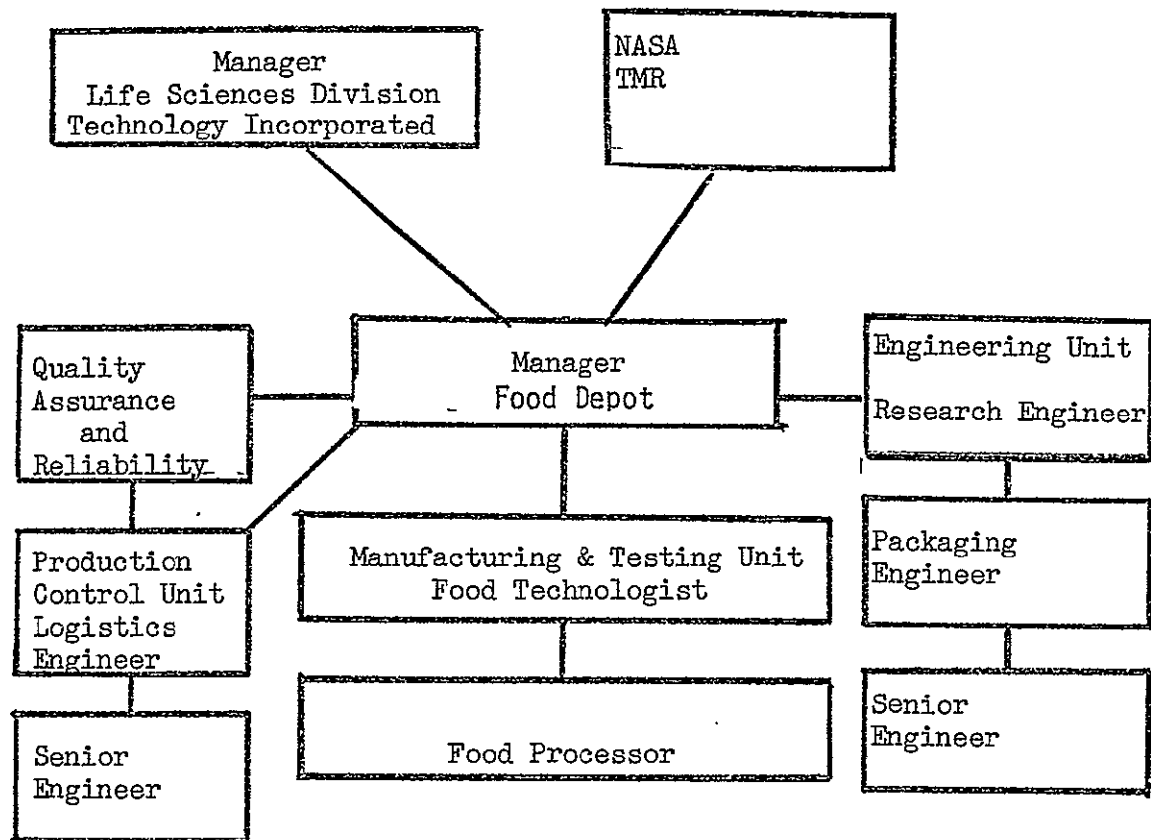 Manager
Life Sciences Division
Technology Incorporated
NASA
TMR
Quality
Assurance
and
Reliability
Manager
Food Depot
Engineering Unit
Research Engineer
Production
Control Unit
Logistics
Engineer
Manufacturing & Testing Unit
Food Technologist
Packaging
Engineer
Senior
Engineer
Food Processor
Senior
Engineer